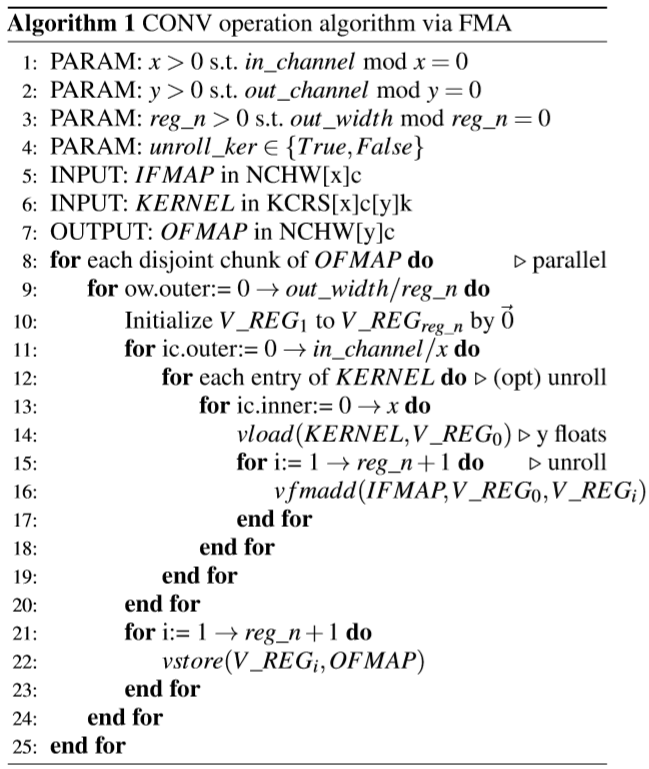 Algorithm 1 CONV operation algorithm via FMA
1: PARAM: x > 0 s.t. in_channel mod x = 0
2: PARAM: y > 0 s.t. out_channel mod y = 0
3: PARAM: reg_n > 0 s.t. out_width mod reg_n = 0
4: PARAM: unroll_ker ∈ {True, False}
5: INPUT: IFMAP in NCHW[x]c
6: INPUT: KERNEL in KCRS[x]c[y]k
7: OUTPUT: OFMAP in NCHW[y]c
8: for each disjoint chunk of OFMAP do ▷ parallel
9: for ow.outer:= 0 → out_width/reg_n do
10: Initialize V_REG₁ to V_REG_{reg_n} by 0⃗
11: for ic.outer:= 0 → in_channel/x do
12: for each entry of KERNEL do ▷ (opt) unroll
13: for ic.inner:= 0 → x do
14: vload(KERNEL,V_REG₀) ▷ y floats
15: for i:= 1 → reg_n + 1 do ▷ unroll
16: vfmadd(IFMAP,V_REG₀,V_REGᵢ)
17: end for
18: end for
19: end for
20: end for
21: for i:= 1 → reg_n + 1 do
22: vstore(V_REGᵢ,OFMAP)
23: end for
24: end for
25: end for